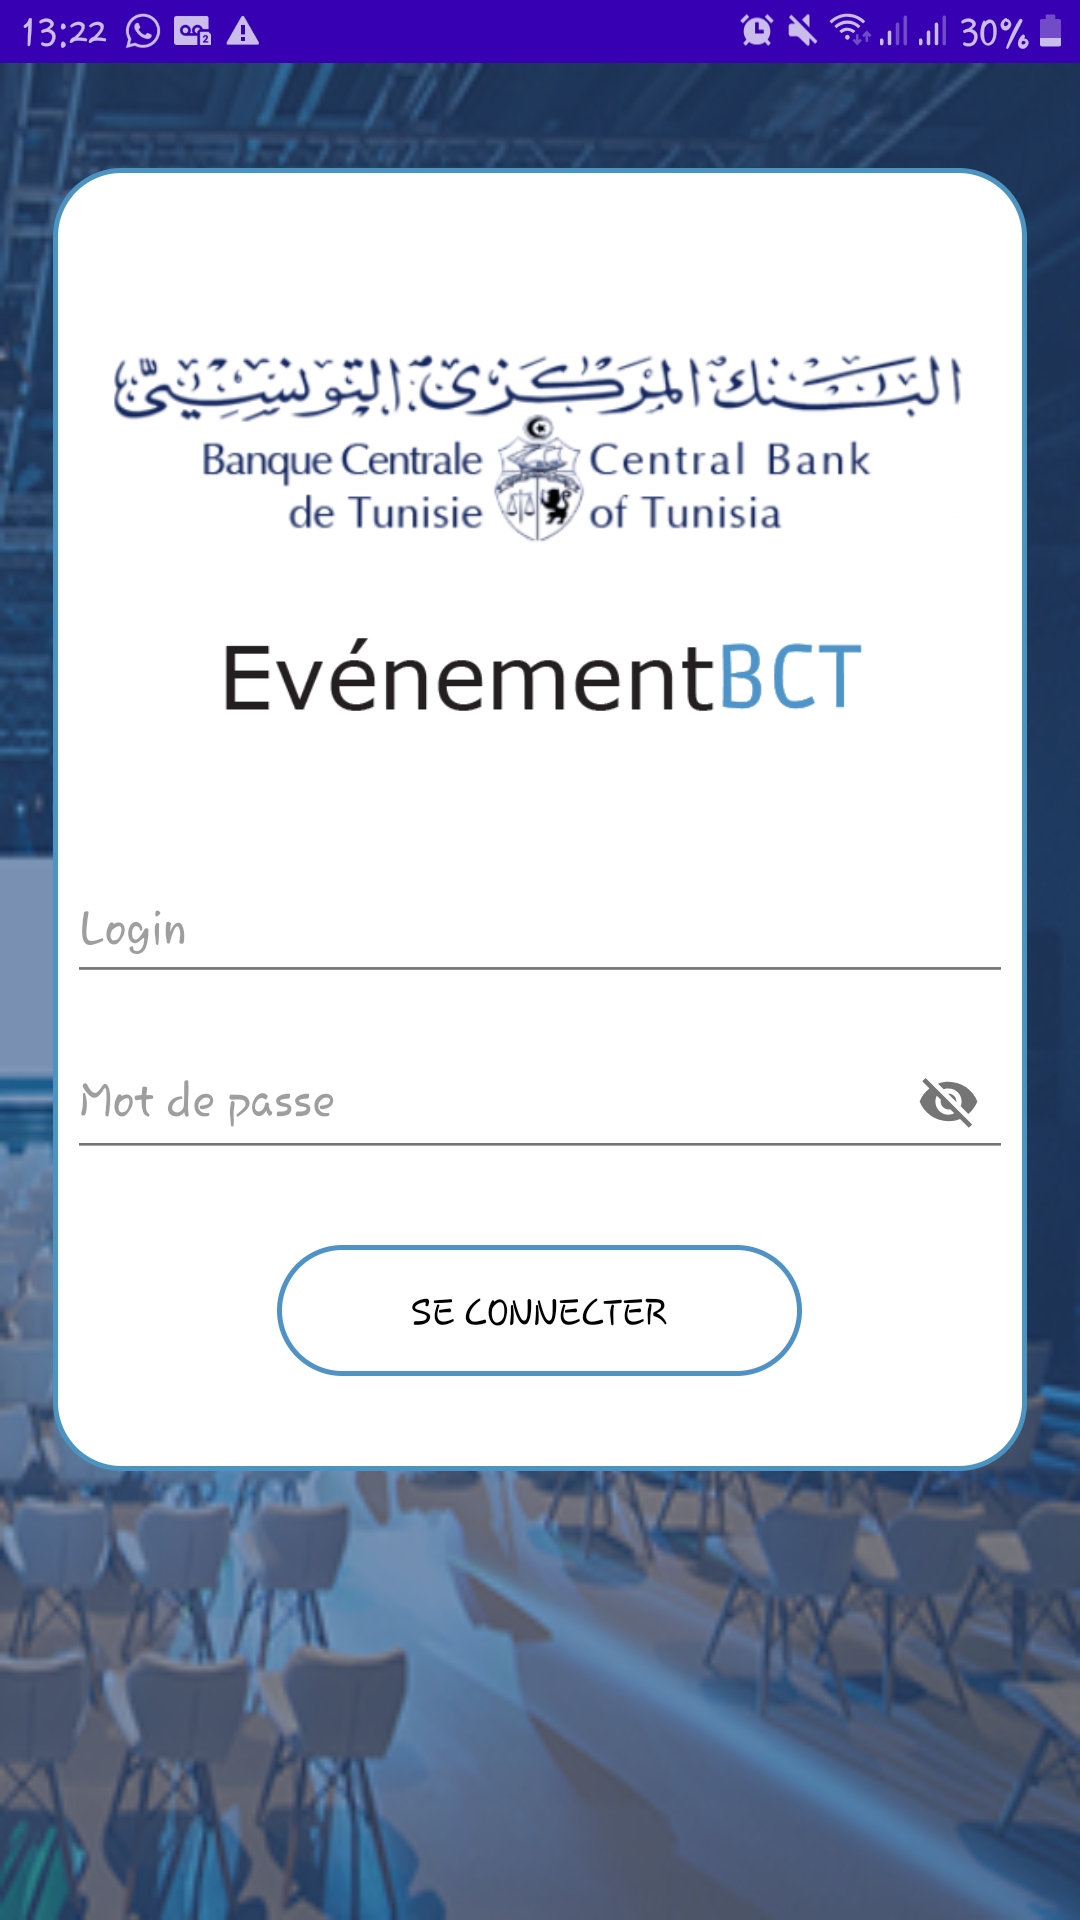 13:22 30%
البنك المركزي التونسي
Banque Centrale Central Bank
de Tunisie of Tunisia
EvénementBCT
Login
Mot de passe
SE CONNECTER